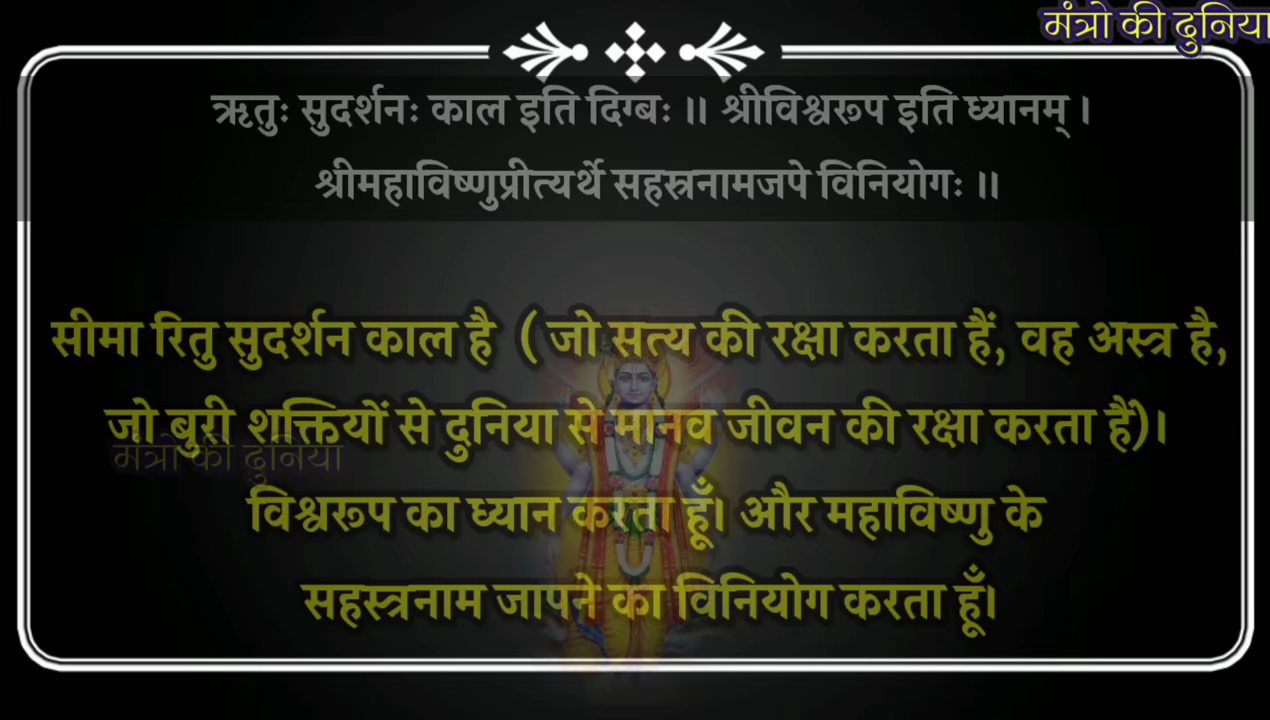 मंत्रो की दुनिया
ऋतुः सुदर्शनः काल इति दिग्बः ॥ श्रीविश्वरूप इति ध्यानम् ।
श्रीमहाविष्णुप्रीत्यर्थे सहस्रनामजपे विनियोगः ॥
सीमा रितु सुदर्शन काल है ( जो सत्य की रक्षा करता हैं, वह अस्त्र है,
जो बुरी शक्तियों से दुनिया से मानव जीवन की रक्षा करता हैं)।
मंत्रो की दुनिया
विश्वरूप का ध्यान करता हूँ। और महाविष्णु के
सहस्त्रनाम जापने का विनियोग करता हूँ।